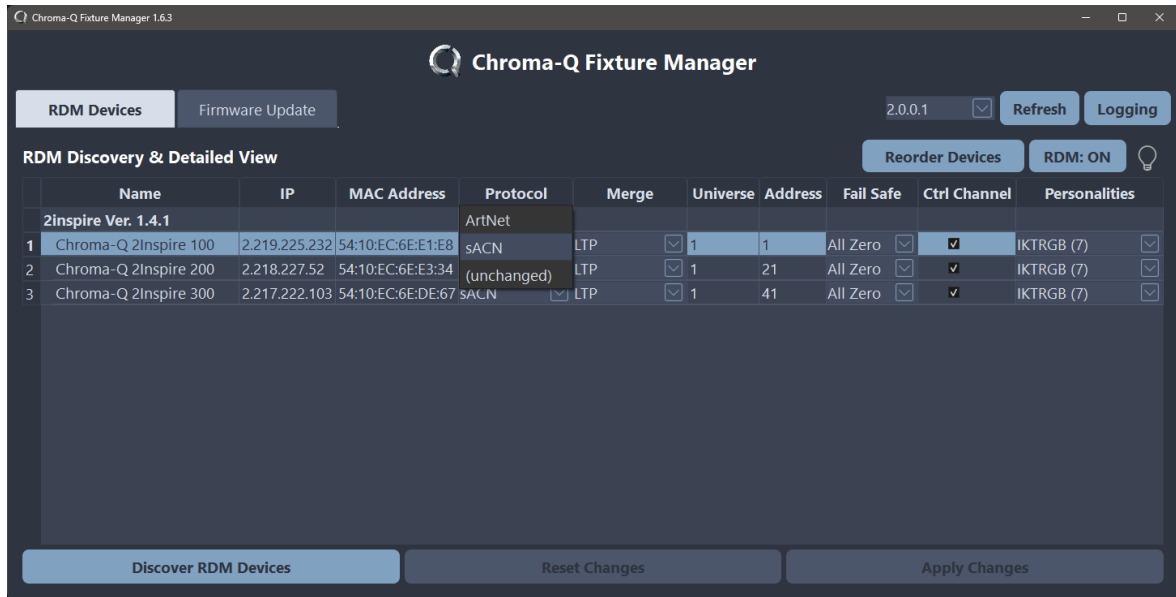 Chroma-Q Fixture Manager 1.6.3
Chroma-Q Fixture Manager
RDM Devices Firmware Update 2.0.0.1 Refresh Logging
RDM Discovery & Detailed View Reorder Devices RDM: ON
Name IP MAC Address Protocol Merge Universe Address Fail Safe Ctrl Channel Personalities
2inspire Ver. 1.4.1
ArtNet
1 Chroma-Q 2Inspire 100 2.219.225.232 54:10:EC:6E:E1:E8 sACN LTP 1 1 All Zero IKTRGB (7)
2 Chroma-Q 2Inspire 200 2.218.227.52 54:10:EC:6E:E3:34 (unchanged) LTP 1 21 All Zero IKTRGB (7)
3 Chroma-Q 2Inspire 300 2.217.222.103 54:10:EC:6E:DE:67 sACN LTP 1 41 All Zero IKTRGB (7)
Discover RDM Devices Reset Changes Apply Changes